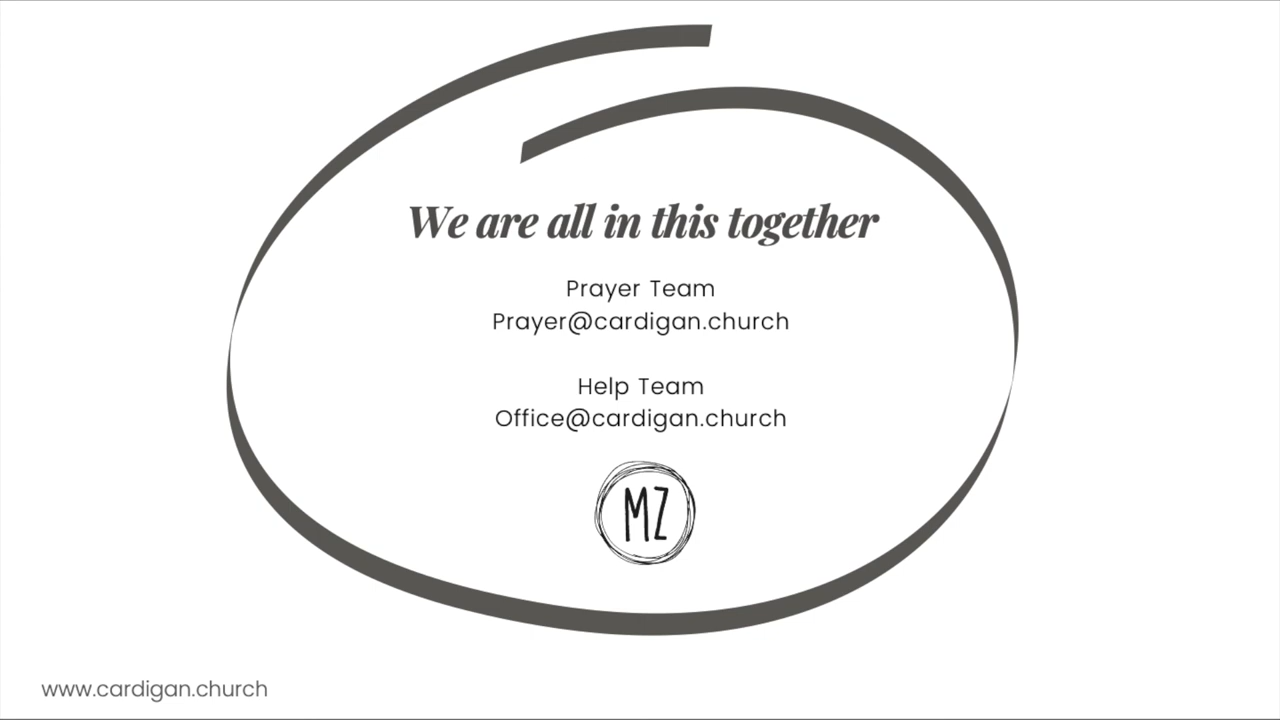 We are all in this together
Prayer Team
Prayer@cardigan.church
Help Team
Office@cardigan.church
MZ
www.cardigan.church